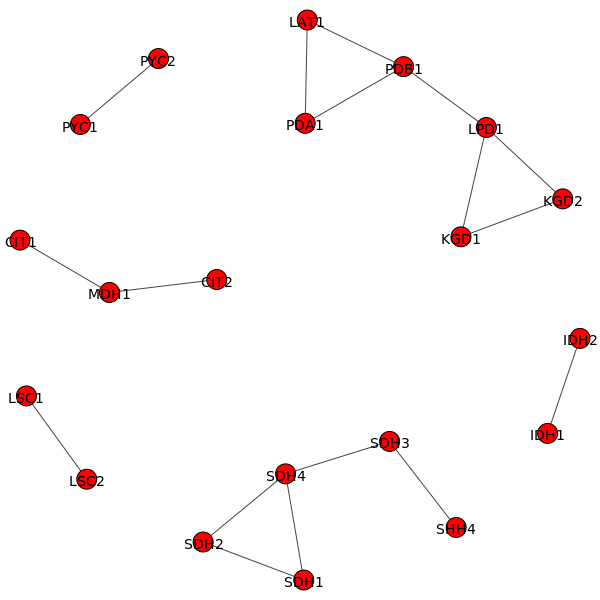 LAT1
PYC2
PDB1
PYC1
PDA1
LPD1
KGD2
KGD1
CIT1
CIT2
MDH1
IDH2
LSC1
IDH1
SDH3
SDH4
LSC2
SHH4
SDH2
SDH1